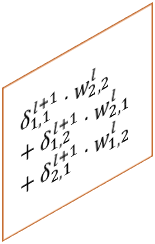 δ^{l+1}_{1,1} · w^{l}_{2,2}
+ δ^{l+1}_{1,2} · w^{l}_{2,1}
+ δ^{l+1}_{2,1} · w^{l}_{1,2}